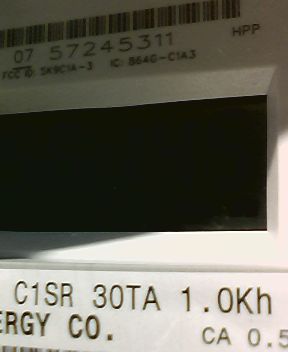 07 57245311
HPP
FCC ID: SK9C1A-3 IC: 864G-C1A3
C1SR 30TA 1.0Kh
ERGY CO.
CA 0.5